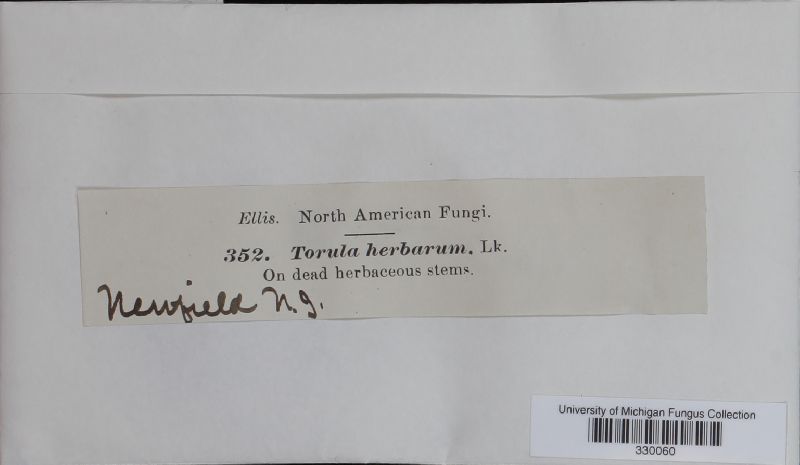 Ellis. North American Fungi.
352. Torula herbarum. Lk.
On dead herbaceous stems.
Newfield N.J.
University of Michigan Fungus Collection
330060